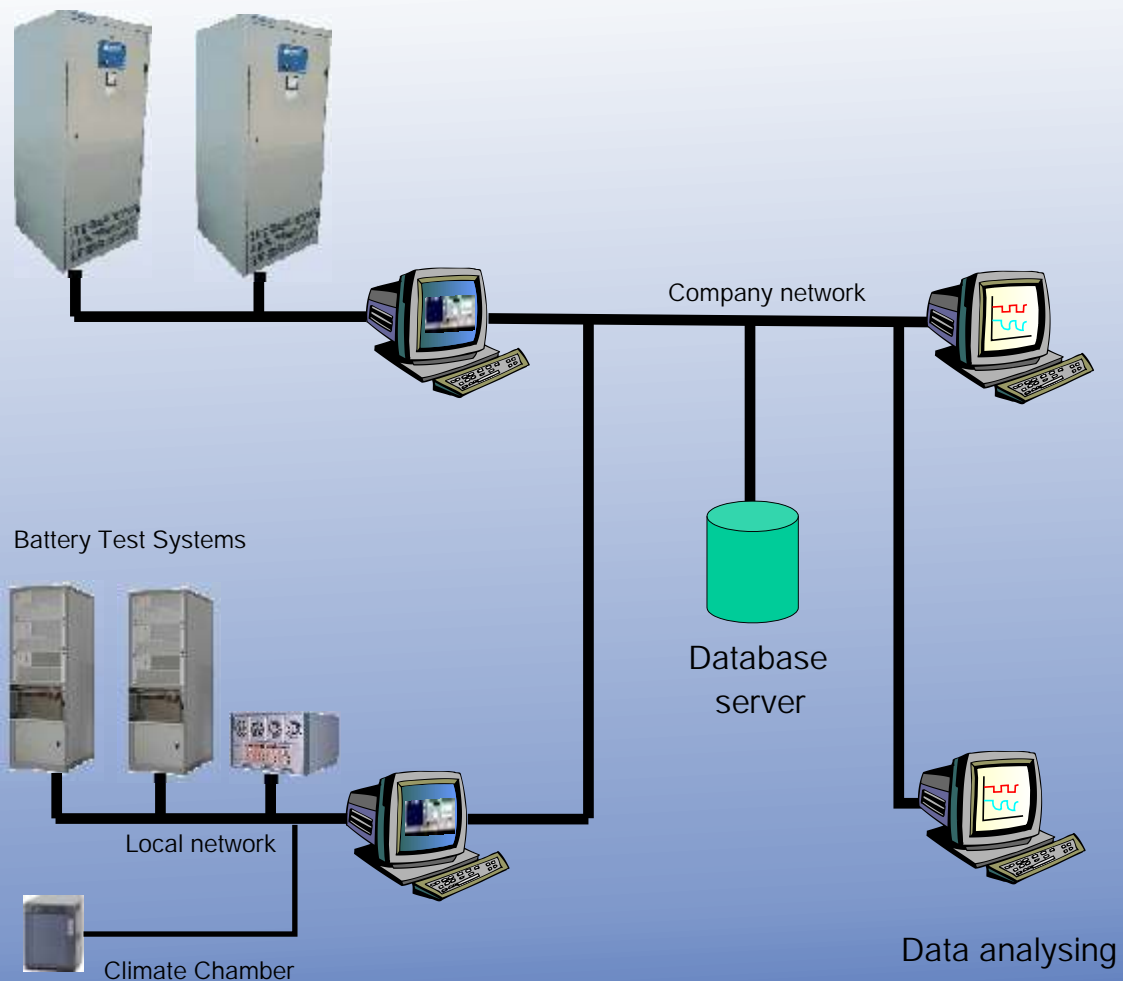 Company network
Battery Test Systems
Database
server
Local network
Climate Chamber
Data analysing